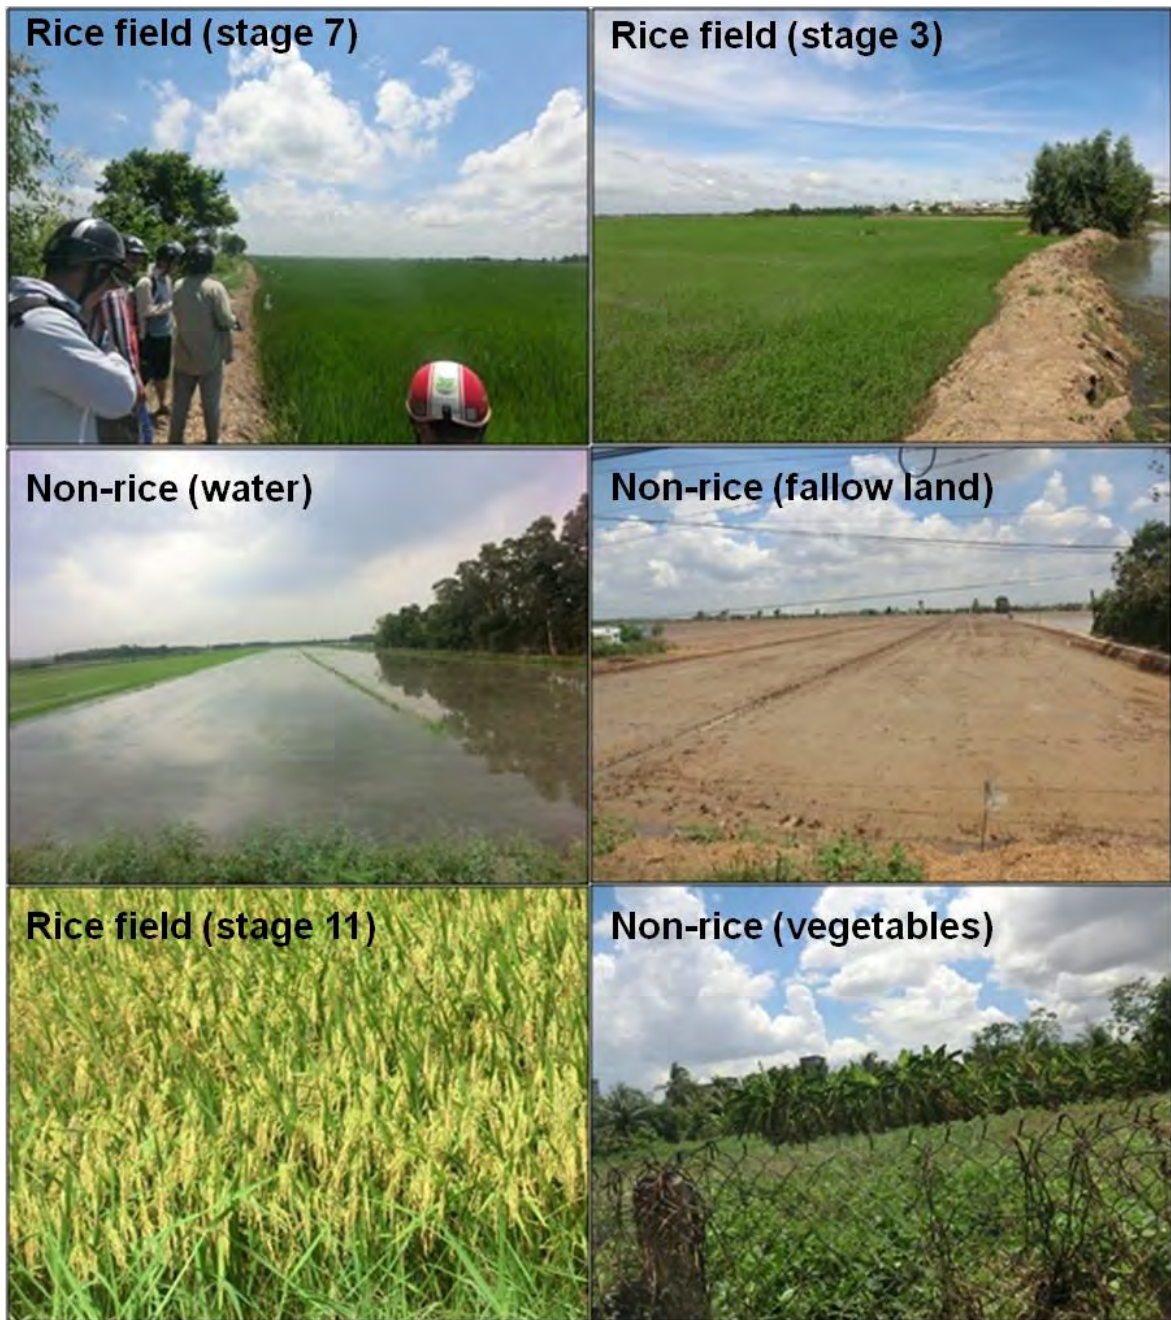 Rice field (stage 7)
Rice field (stage 3)
Non-rice (water)
Non-rice (fallow land)
Rice field (stage 11)
Non-rice (vegetables)